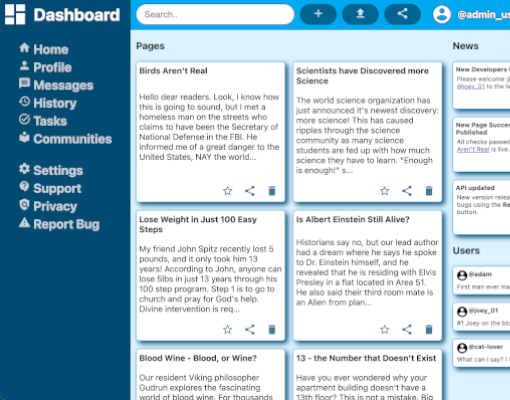 Dashboard
Search..
@admin_us
Home
Profile
Messages
History
Tasks
Communities
Settings
Support
Privacy
Report Bug
Pages
Birds Aren't Real
Hello dear readers. Look, I know how
this is going to sound, but I met a
homeless man on the streets who
claims to have been the Secretary of
National Defense in the FBI. He
informed me of a great danger to the
United States, NAY the world...
Scientists have Discovered more
Science
The world science organization has
just announced it's newest discovery:
more science! This has caused
ripples through the science
community as many science
students are fed up with how much
science they have to learn. "Enough
is enough!" s...
Lose Weight in Just 100 Easy
Steps
My friend John Spitz recently lost 5
pounds, and it only took him 13
years! According to John, anyone can
lose 5lbs in just 13 years through his
100 step program. Step 1 is to go to
church and pray for God's help.
Divine intervention is req...
Is Albert Einstein Still Alive?
Historians say no, but our lead author
had a dream where he says he spoke
to Dr. Einstein himself, and he
revealed that he is residing with Elvis
Presley in a flat located in Area 51.
He also said their third room mate is
an Alien from plan...
Blood Wine - Blood, or Wine?
Our resident Viking philosopher
Gudrun explores the fascinating
world of blood wine. For thousands
13 - the Number that Doesn't Exist
Have you ever wondered why your
apartment building doesn't have a
13th floor? This is not a mistake. Big
News
New Developers
Please welcome
@joey_01 to the
New Page Succes
Published
All checks passed
Aren't Real is live.
API updated
New version relea
bugs using the Re
button.
Users
@adam
First man ever ma
@joey_01
#1 Joey on the blo
@cat-lover
What can I say? I